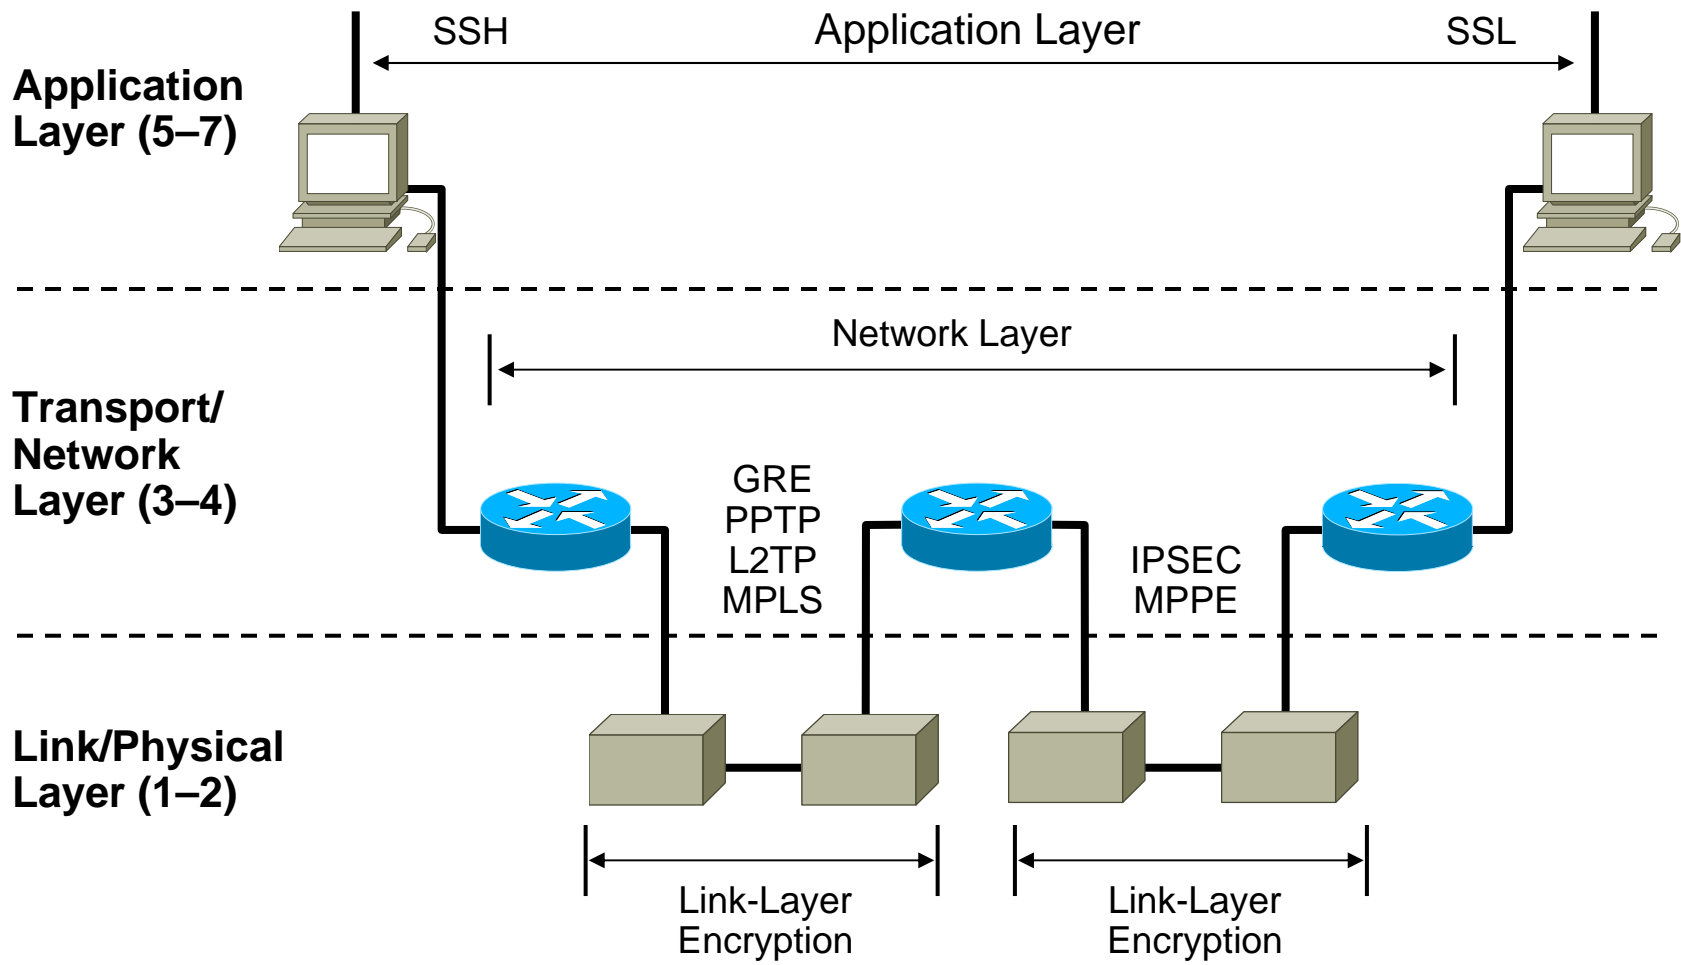 SSH
Application Layer
SSL
Application
Layer (5–7)
Network Layer
Transport/
Network
Layer (3–4)
GRE
PPTP
L2TP
MPLS
IPSEC
MPPE
Link/Physical
Layer (1–2)
Link-Layer
Encryption
Link-Layer
Encryption